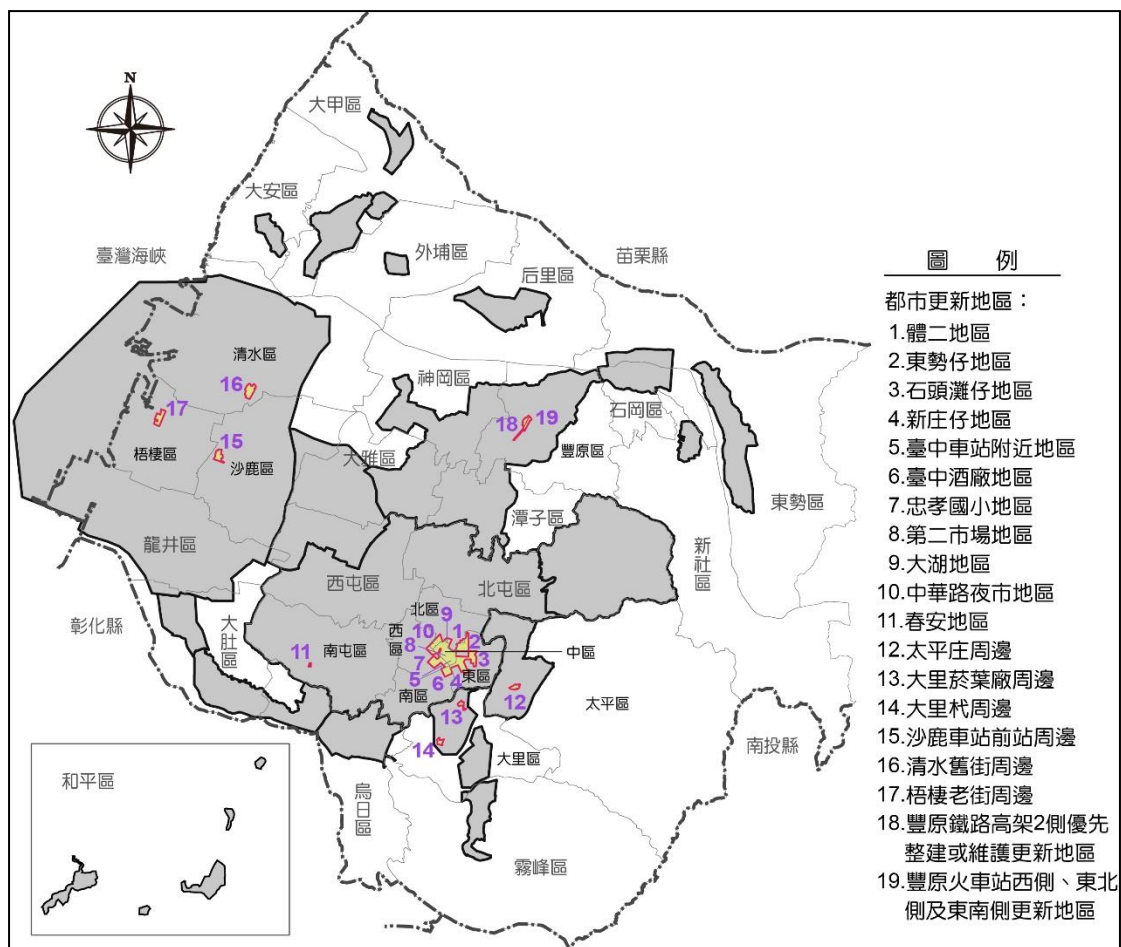 N
大甲區
大安區
臺灣海峽
外埔區
苗栗縣
后里區
清水區
16
神岡區
石岡區
17
18
19
15
梧棲區
沙鹿區
大雅區
豐原區
東勢區
潭子區
新社區
龍井區
西屯區
北屯區
彰化縣
大肚區
北區
9
西區
10
1
8
2
11
南屯區
7
3
中區
5
6
4
東區
南區
12
太平區
13
14
大里區
南投縣
烏日區
和平區
霧峰區
圖 例
都市更新地區：
1.體二地區
2.東勢仔地區
3.石頭灘仔地區
4.新庄仔地區
5.臺中車站附近地區
6.臺中酒廠地區
7.忠孝國小地區
8.第二市場地區
9.大湖地區
10.中華路夜市地區
11.春安地區
12.太平庄周邊
13.大里菸葉廠周邊
14.大里杙周邊
15.沙鹿車站前站周邊
16.清水舊街周邊
17.梧棲老街周邊
18.豐原鐵路高架2側優先
整建或維護更新地區
19.豐原火車站西側、東北
側及東南側更新地區